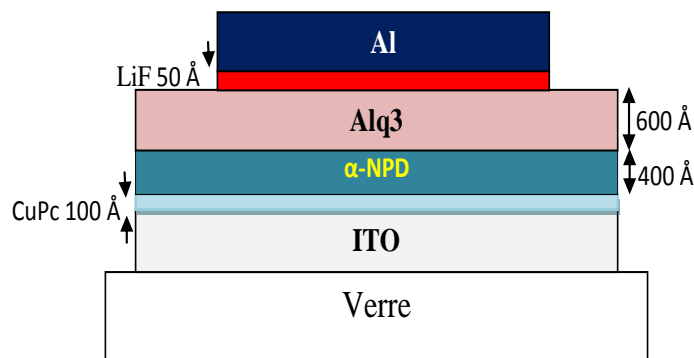 Al
LiF 50 Å
Alq3
600 Å
α-NPD
400 Å
CuPc 100 Å
ITO
Verre